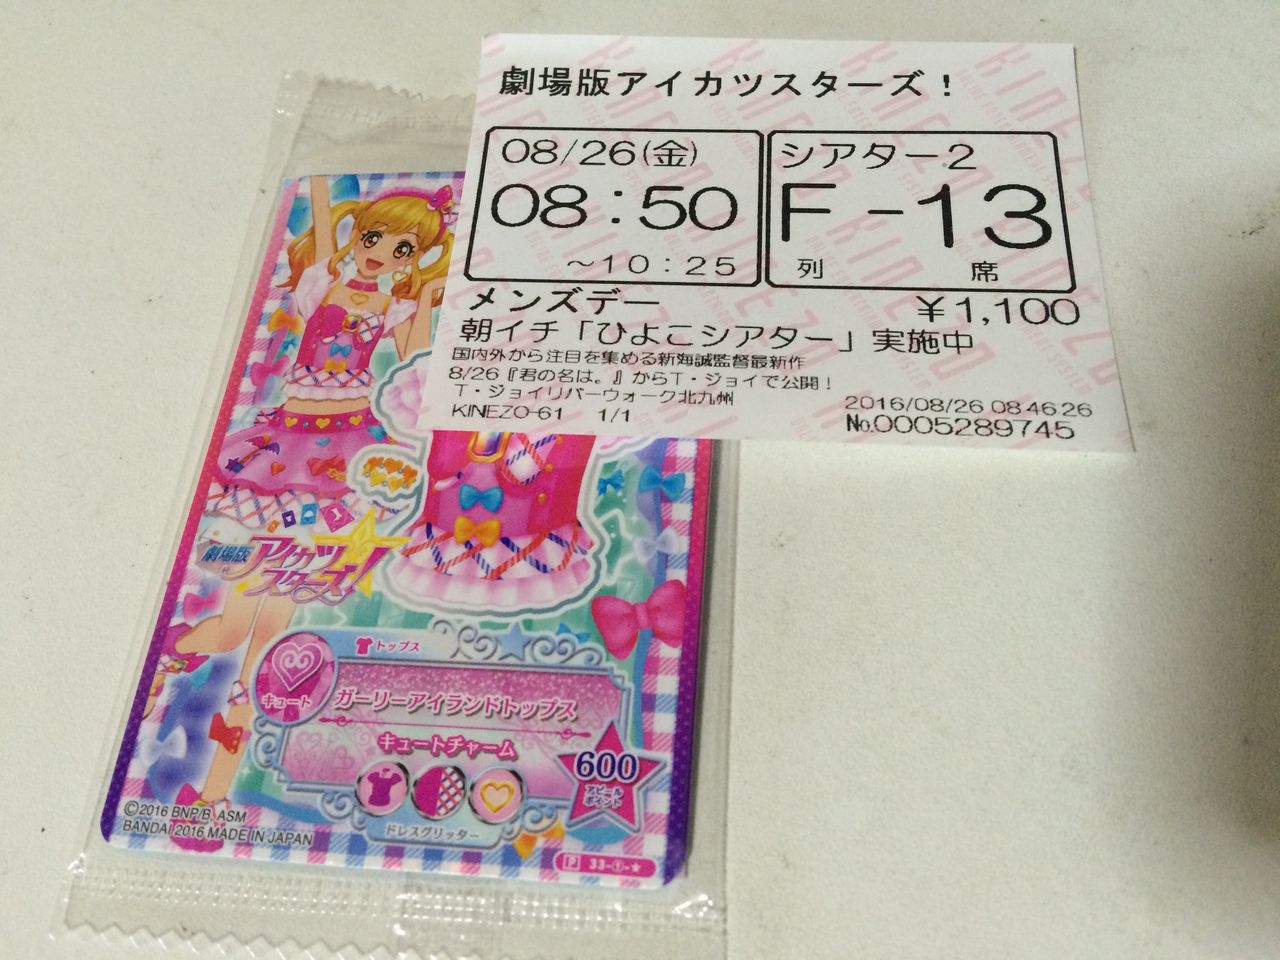 劇場版アイカツスターズ！
08/26(金)
08:50
～10:25
シアター2
F-13
列 席
メンズデー ¥1,100
朝イチ「ひよこシアター」実施中
国内外から注目を集める新海誠監督最新作
8/26『君の名は。』からT・ジョイで公開！
T・ジョイリバーウォーク北九州
KINEZO-61 1/1
2016/08/26 08:46:26
№0005289745
劇場版
アイカツ
スターズ！
トップス
キュート
ガーリーアイランドトップス
キュートチャーム
600
アピール
ポイント
ドレスグリッター
©2016 BNP/B, ASM
BANDAI 2016 MADE IN JAPAN
P 33-①-★